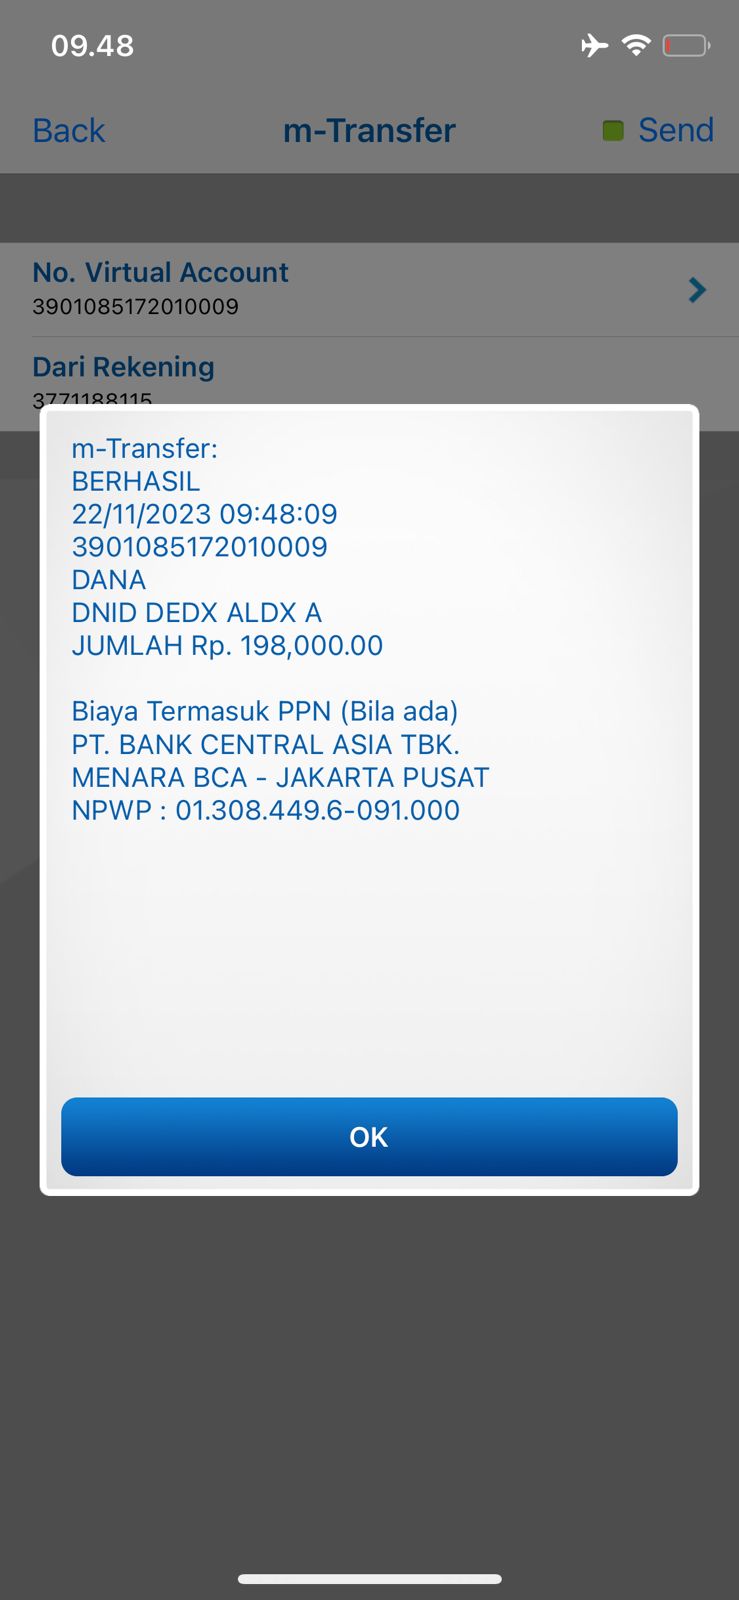 09.48
Back m-Transfer Send
No. Virtual Account
3901085172010009
Dari Rekening
3771188115
m-Transfer:
BERHASIL
22/11/2023 09:48:09
3901085172010009
DANA
DNID DEDX ALDX A
JUMLAH Rp. 198,000.00
Biaya Termasuk PPN (Bila ada)
PT. BANK CENTRAL ASIA TBK.
MENARA BCA - JAKARTA PUSAT
NPWP : 01.308.449.6-091.000
OK